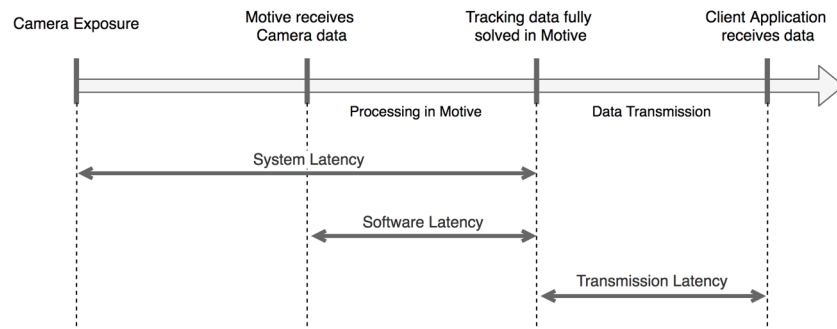 Camera Exposure
Motive receives
Camera data
Tracking data fully
solved in Motive
Client Application
receives data
Processing in Motive
Data Transmission
System Latency
Software Latency
Transmission Latency